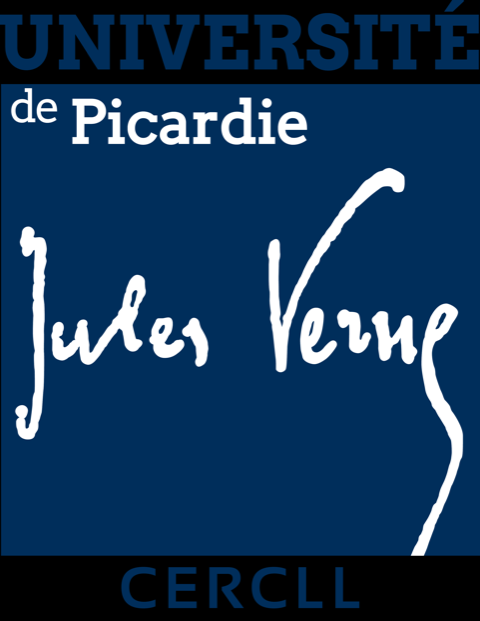 UNIVERSITÉ
de Picardie
Jules Verne
CERCLL